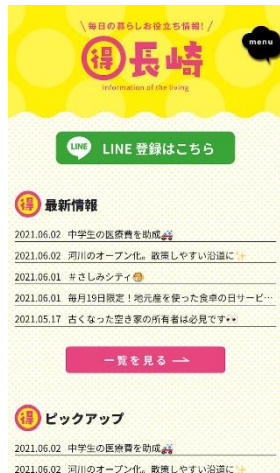 毎日の暮らしお役立ち情報！
得長崎
Information of the living
menu
LINE LINE 登録はこちら
得 最新情報
2021.06.02 中学生の医療費を助成🚑
2021.06.02 河川のオープン化。散策しやすい沿道に✨
2021.06.01 ＃さしみシティ
2021.06.01 毎月19日限定！地元産を使った食卓の日サービ…
2021.05.17 古くなった空き家の所有者は必見です👀
一覧を見る →
得 ピックアップ
2021.06.02 中学生の医療費を助成🚑
2021.06.02 河川のオープン化。散策しやすい沿道に✨